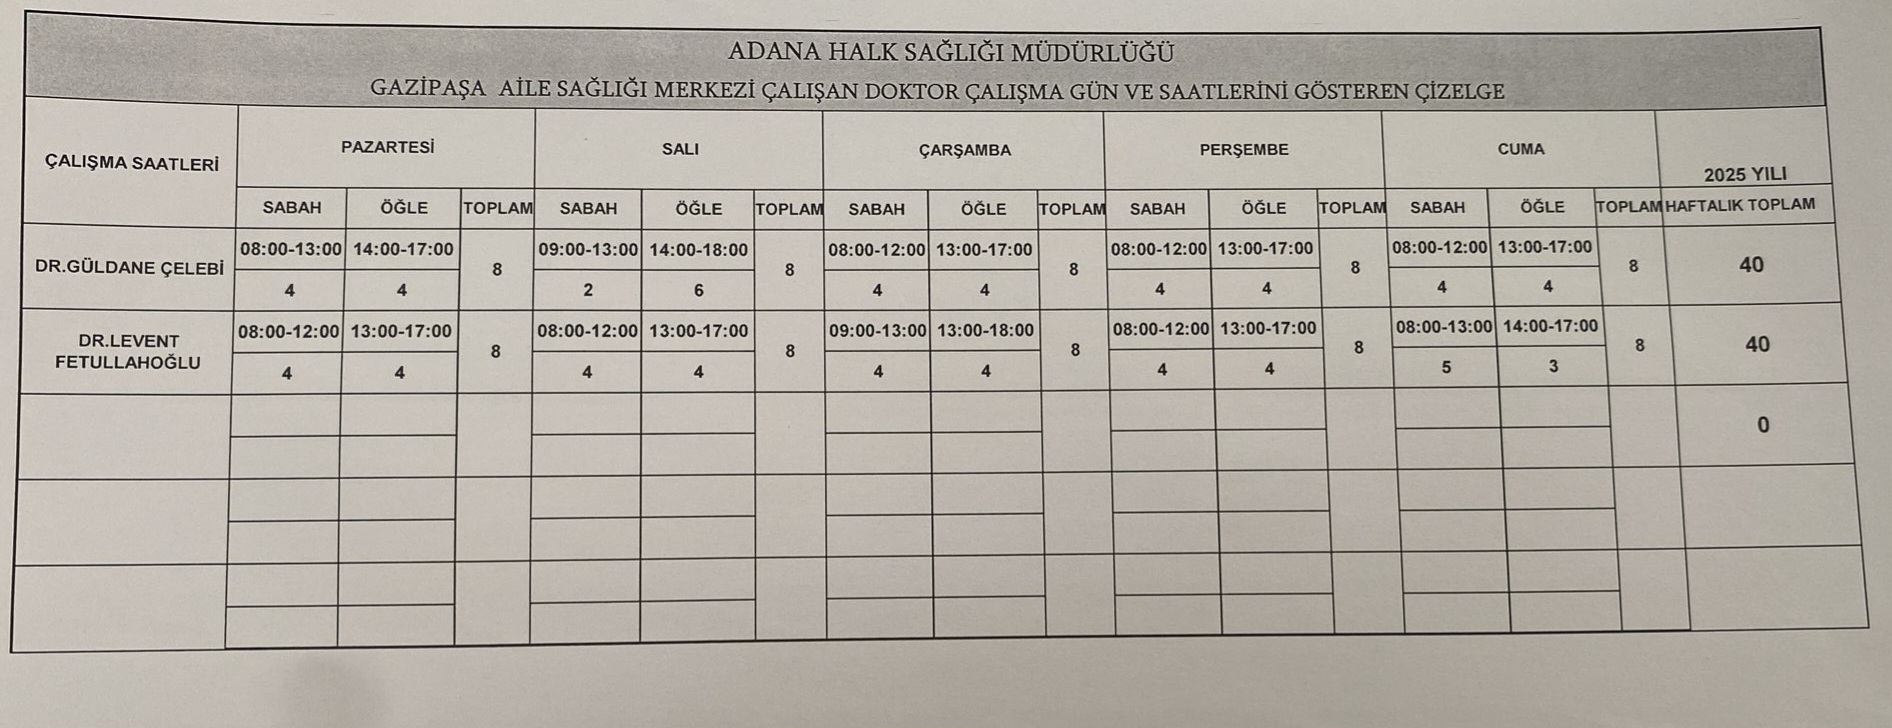 ADANA HALK SAĞLIĞI MÜDÜRLÜĞÜ
GAZİPAŞA AİLE SAĞLIĞI MERKEZİ ÇALIŞAN DOKTOR ÇALIŞMA GÜN VE SAATLERİNİ GÖSTEREN ÇİZELGE
ÇALIŞMA SAATLERİ PAZARTESİ SALI ÇARŞAMBA PERŞEMBE CUMA 2025 YILI
SABAH ÖĞLE TOPLAM SABAH ÖĞLE TOPLAM SABAH ÖĞLE TOPLAM SABAH ÖĞLE TOPLAM SABAH ÖĞLE TOPLAM HAFTALIK TOPLAM
08:00-13:00 14:00-17:00 09:00-13:00 14:00-18:00 08:00-12:00 13:00-17:00 08:00-12:00 13:00-17:00 08:00-12:00 13:00-17:00
DR.GÜLDANE ÇELEBİ 8 8 8 8 8 40
4 4 2 6 4 4 4 4 4 4
08:00-12:00 13:00-17:00 08:00-12:00 13:00-17:00 09:00-13:00 13:00-18:00 08:00-12:00 13:00-17:00 08:00-13:00 14:00-17:00
DR.LEVENT
FETULLAHOĞLU 8 8 8 8 8 40
4 4 4 4 4 4 4 4 5 3
0